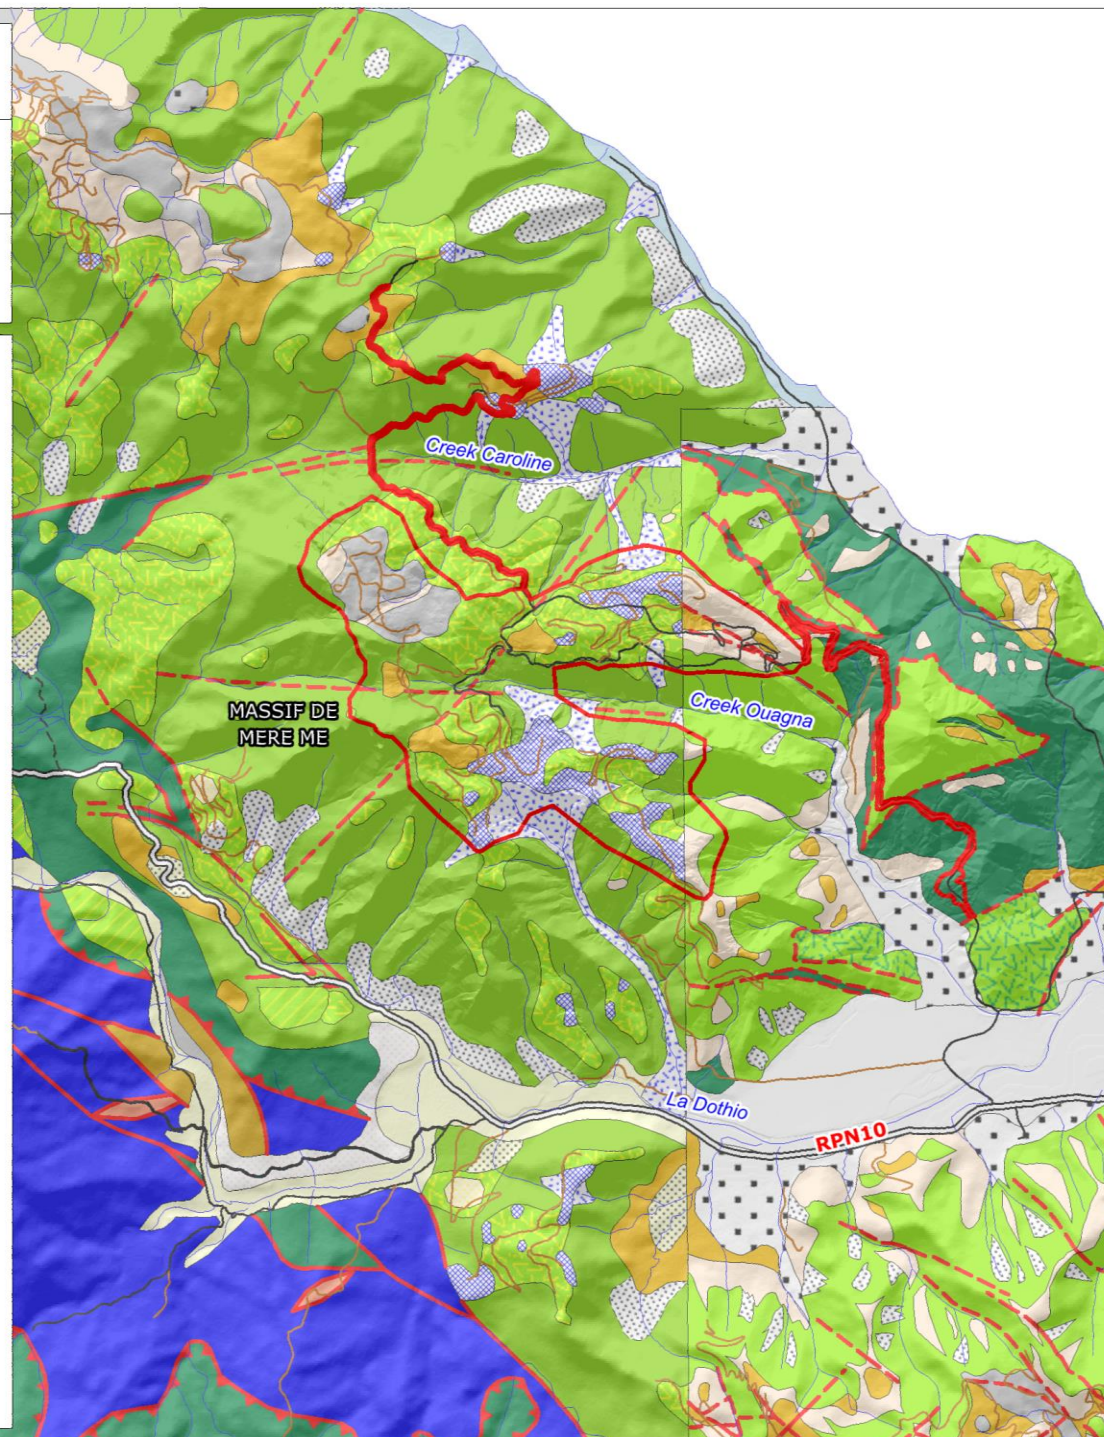 Creek Caroline
MASSIF DE
MERE ME
Creek Ouagna
La Dothio
RPN10